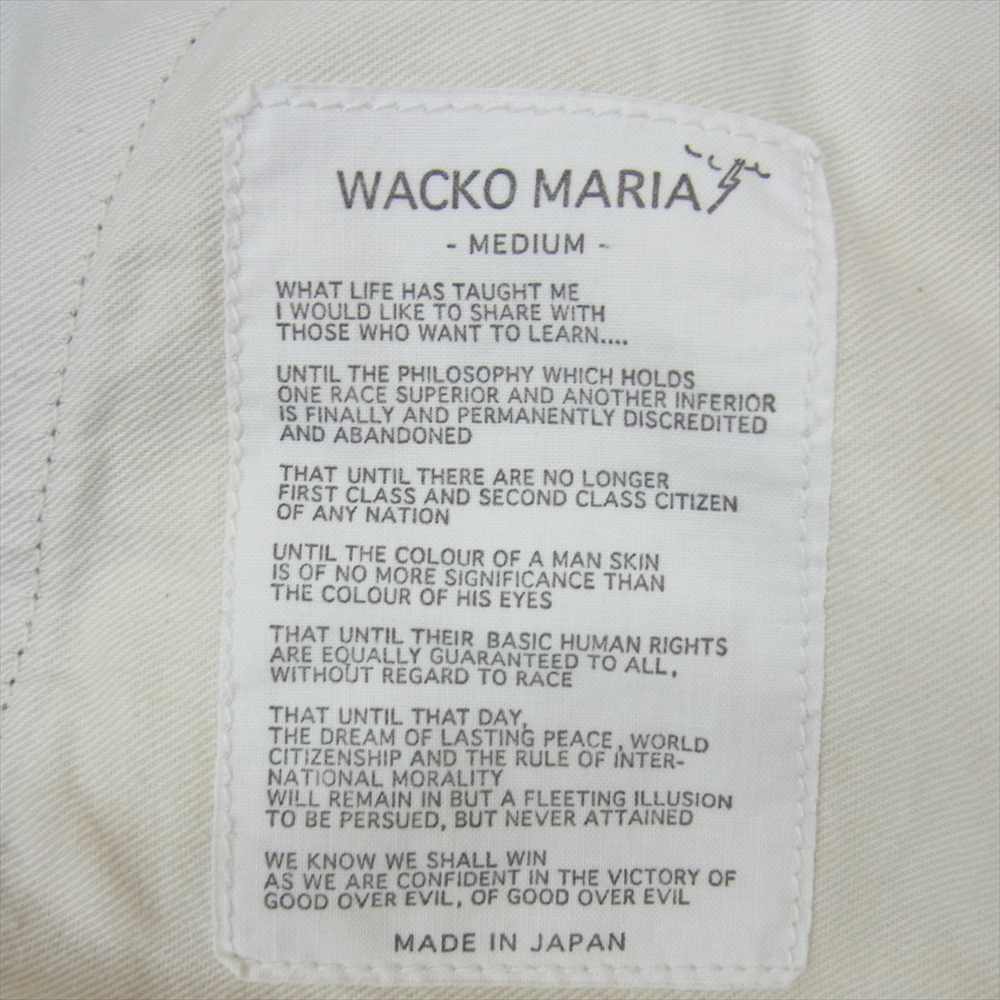 WACKO MARIA
- MEDIUM -
WHAT LIFE HAS TAUGHT ME
I WOULD LIKE TO SHARE WITH
THOSE WHO WANT TO LEARN....
UNTIL THE PHILOSOPHY WHICH HOLDS
ONE RACE SUPERIOR AND ANOTHER INFERIOR
IS FINALLY AND PERMANENTLY DISCREDITED
AND ABANDONED
THAT UNTIL THERE ARE NO LONGER
FIRST CLASS AND SECOND CLASS CITIZEN
OF ANY NATION
UNTIL THE COLOUR OF A MAN SKIN
IS OF NO MORE SIGNIFICANCE THAN
THE COLOUR OF HIS EYES
THAT UNTIL THEIR BASIC HUMAN RIGHTS
ARE EQUALLY GUARANTEED TO ALL,
WITHOUT REGARD TO RACE
THAT UNTIL THAT DAY,
THE DREAM OF LASTING PEACE, WORLD
CITIZENSHIP AND THE RULE OF INTER-
NATIONAL MORALITY
WILL REMAIN IN BUT A FLEETING ILLUSION
TO BE PERSUED, BUT NEVER ATTAINED
WE KNOW WE SHALL WIN
AS WE ARE CONFIDENT IN THE VICTORY OF
GOOD OVER EVIL, OF GOOD OVER EVIL
MADE IN JAPAN